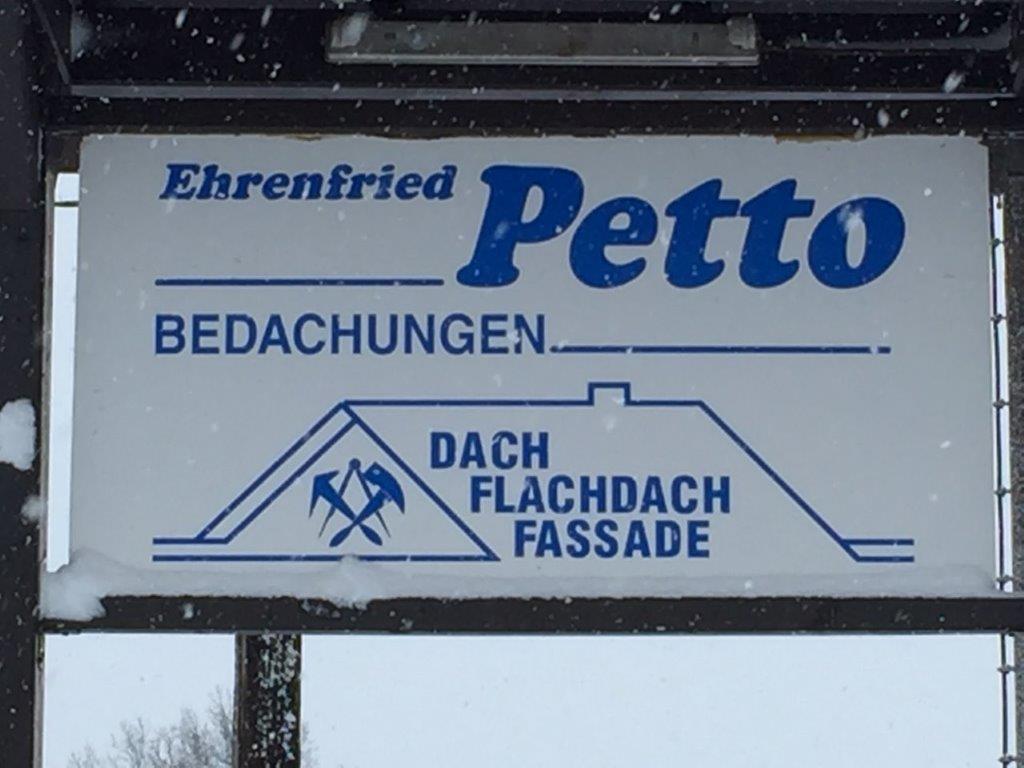 Ehrenfried Petto
BEDACHUNGEN
DACH
FLACHDACH
FASSADE